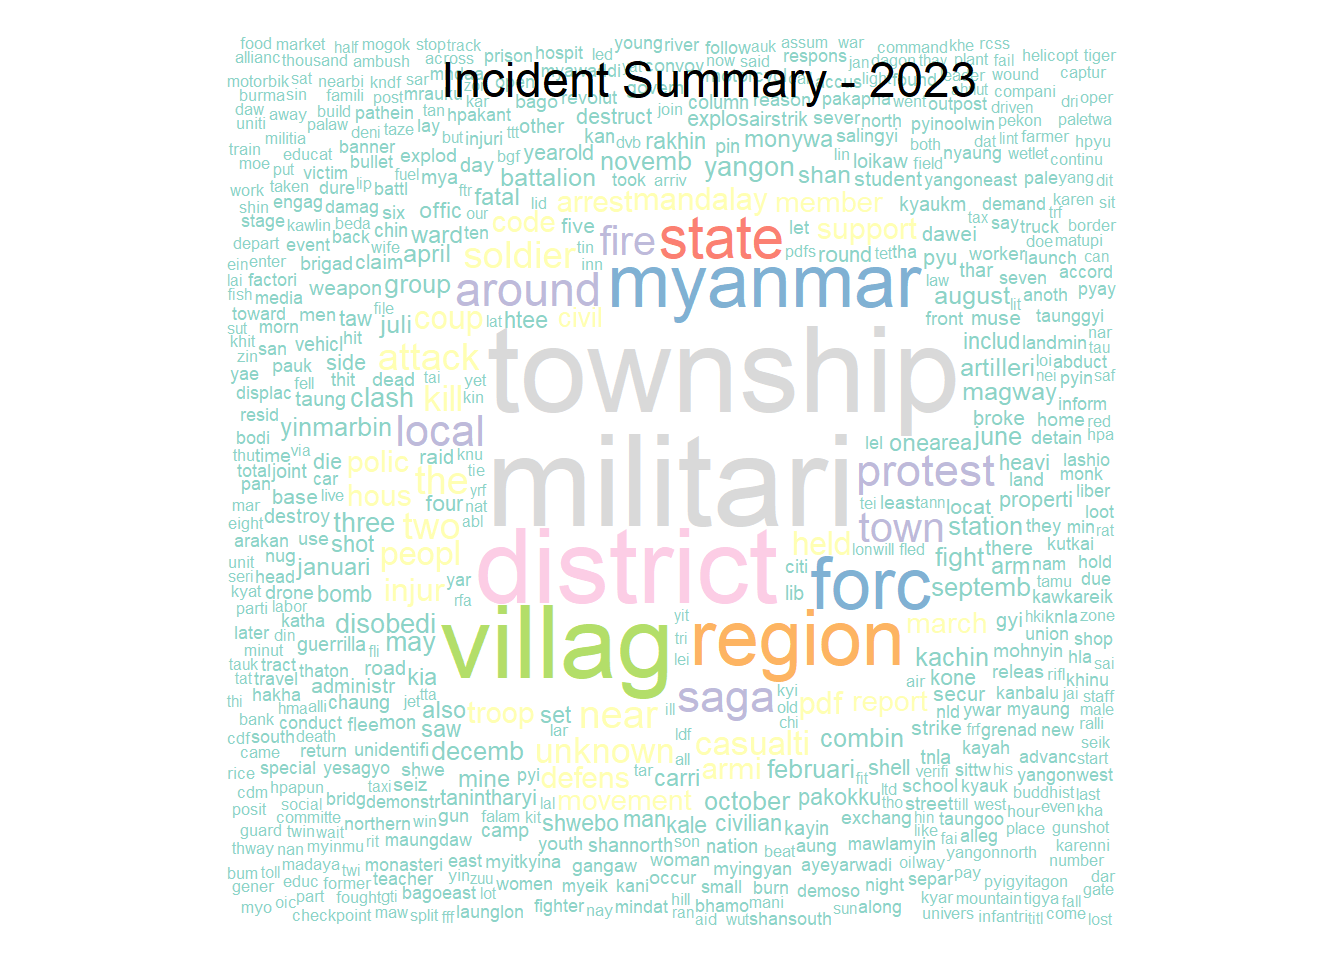 Incident Summary - 2023
food market half mogok stop track prison hospit led young river follow auk assum war command khe rcss
allianc thousand ambush across convoy now said respons jan dagon thay plant fail helicopt tiger
motorbik sat nearbi kndf sar found wound captur
burma sin famili post mrauku bago revolut column reason pakapna went outpost compani driven dri oper
daw away build pathein tan hpakant destruct join explos airstrik sever north pyinoolwin pekon paletwa
uniti palaw deni taze lay but injuri ttt other kan dvb rakhin pin monywa salingyi both dat lint farmer
militia banner explod bgf yearold novemb yangon lin loikaw field nyaung wetlet hpyu
train educat bullet day battalion shan continu
moe put victim fuel mya took arriv student yangoneast pale yang dit
work taken dure lip battl ftr fatal lid arrest mandalay member kyaukm demand karen sit
shin engag damag six offic our code five fire state let support tax say truck trf
stage kawlin beda chin ward ten dawei border
depart event back wife april soldier tin pdfs round tet tha pyu worker doe matupi
ein enter brigad claim inn myanmar launch can
lai factori weapon group around thar law seven accord
fish media file august lit anoth pyay
toward men taw juli coup lat htee civil front muse taunggyi
sut morn vehicl hit township includ land min nar
khit san side attack artilleri loi abduct tau
zin pauk dead tai yet nei pyin saf
yae fell thit kill kin magway
displac taung clash inform
resid yinmarbin local broke home red
bodi lel onearea june detain hpa
thu time via die polic raid knu militari protest heavi lashio
total joint car tie land monk
pan base live hous the yrf tei least ann locat properti liber
mar destroy four nat town loot
eight three two abl station they min rat
arakan use shot held lon will fled kutkai
unit nug januari peopl fight there
seri head yar district citi forc arm nam hold
kyat drone bomb injur rfa lib septemb tamu due
parti labor kawkareik
katha disobedi yit gyi hki knla zone
later din may villag tri region march union shop
minut guerrilla fli lei mohnyin hla
tauk tract thaton road kia kachin sai
tat travel administr air kone releas rifl khinu
thi hakha chaung jet tta saga kyi pdf report secur kanbalu jai staff
hma alli also troop set near ill old nld ywar myaung male
bank conduct flee mon saw lar chi strike frf grenad new ralli
cdf south death ldf casualti combin seik
came return unidentifi decemb unknown all tnla kayah advanc start
rice special yesagyo shwe mine pyi defens tar armi februari shell verifi sittw his
cdm hpapun taxi seiz carri fit yangonwest
posit social bridg demonstr tanintharyi lal movement october pakokku ltd school kyauk buddhist last
committe tho street till west hour even kha
guard twin wait northern win gun falam kit shwebo man kale civilian kayin exchang hin taungoo gunshot
thway nan myinmu rit maungdaw camp youth shannorth son nation beat aung mawlamyin like fai alleg place karenni
bum toll madaya twi monasteri east myitkyina gangaw woman myingyan ayeyarwadi oil way yangonnorth number
gener educ former teacher yin zuu women myeik kani occur small burn demoso night separ pay pyigyitagon dar
myo oic part fought gti bagoeast lot hill mani kyar mountain tigya fall gate
checkpoint maw split fff launglon fighter nay mindat ran bhamo aid wut shansouth sun along univers infantri titl come lost